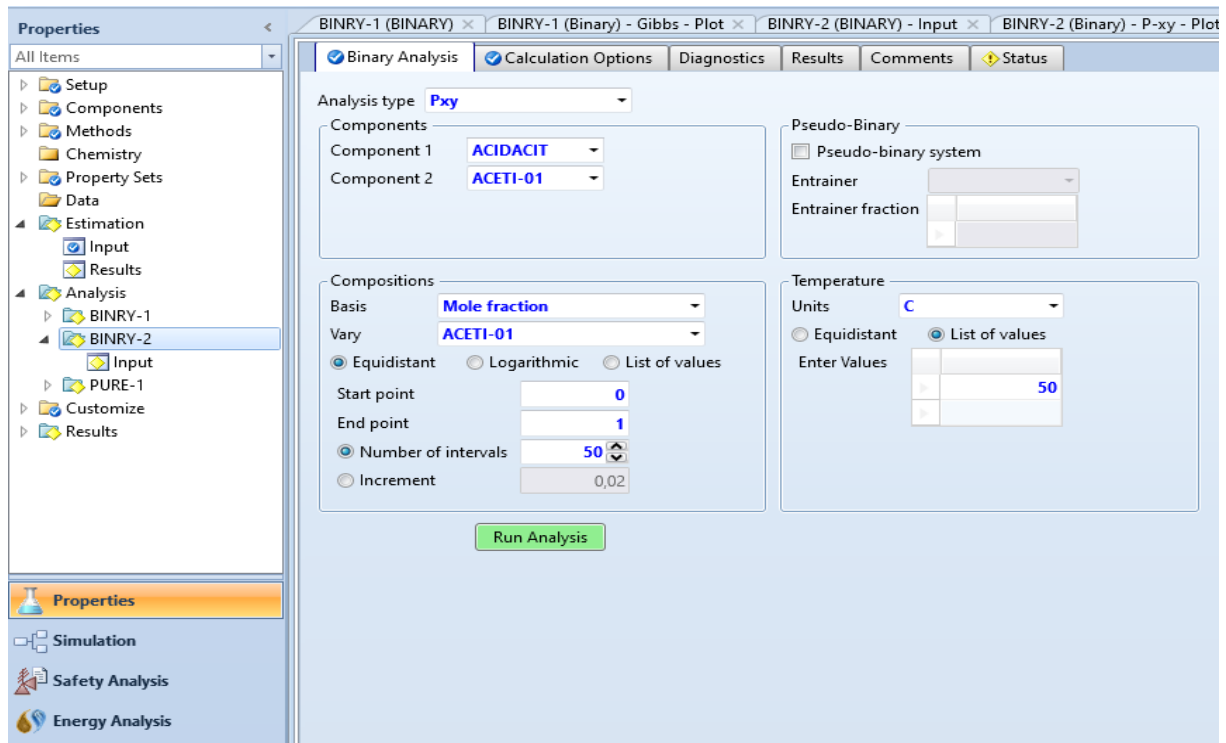 Properties <
All Items
Setup
Components
Methods
Chemistry
Property Sets
Data
Estimation
Input
Results
Analysis
BINRY-1
BINRY-2
Input
PURE-1
Customize
Results
Properties
Simulation
Safety Analysis
Energy Analysis
BINRY-1 (BINARY) × BINRY-1 (Binary) - Gibbs - Plot × BINRY-2 (BINARY) - Input × BINRY-2 (Binary) - P-xy - Plot
Binary Analysis Calculation Options Diagnostics Results Comments Status
Analysis type Pxy
Components
Component 1 ACIDACIT
Component 2 ACETI-01
Pseudo-Binary
Pseudo-binary system
Entrainer
Entrainer fraction
Compositions
Basis Mole fraction
Vary ACETI-01
Equidistant Logarithmic List of values
Start point 0
End point 1
Number of intervals 50
Increment 0,02
Temperature
Units C
Equidistant List of values
Enter Values
50
Run Analysis